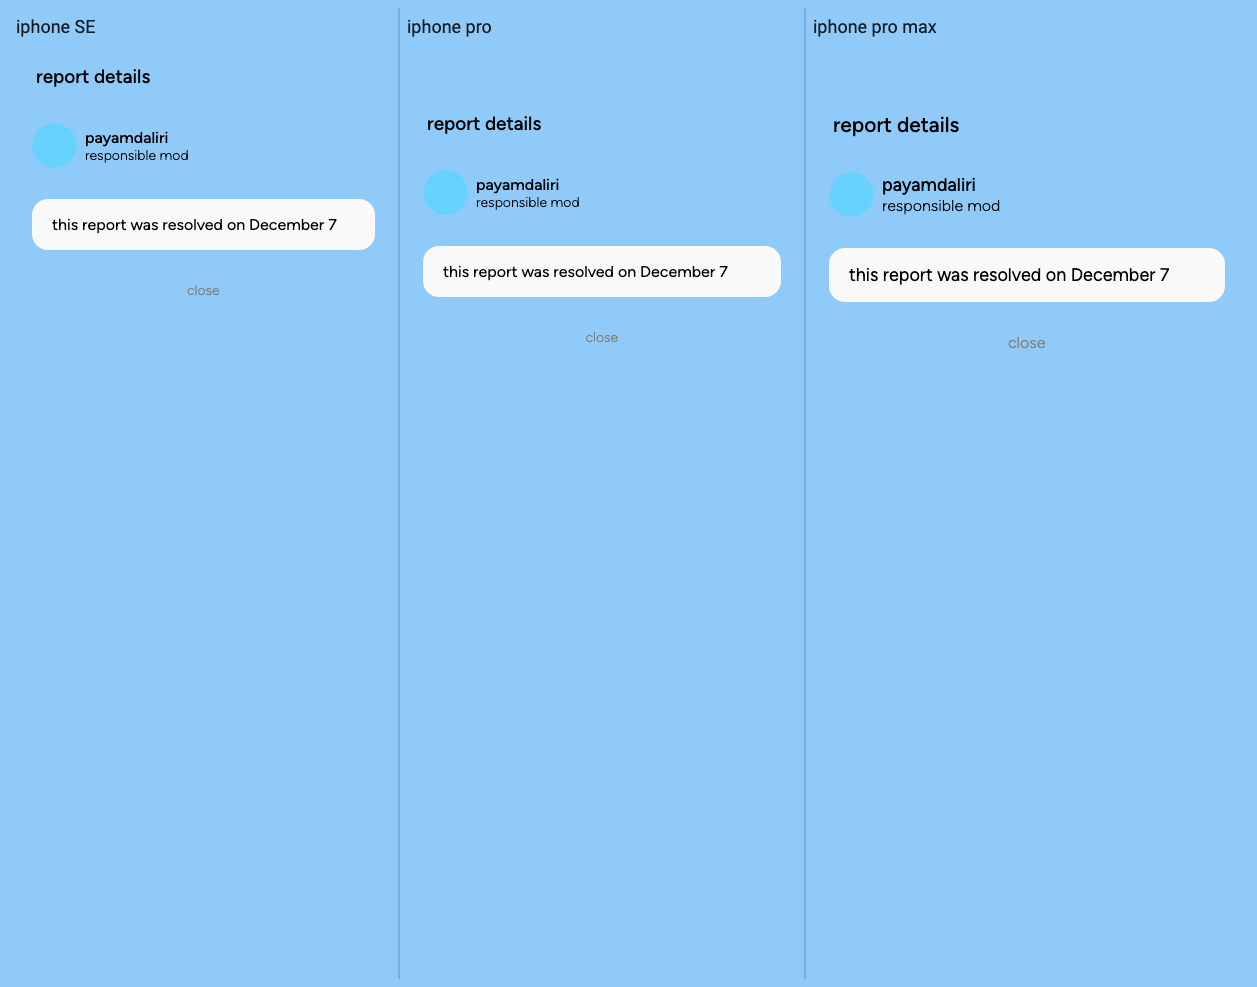 iphone SE
report details
payamdaliri
responsible mod
this report was resolved on December 7
close
iphone pro
report details
payamdaliri
responsible mod
this report was resolved on December 7
close
iphone pro max
report details
payamdaliri
responsible mod
this report was resolved on December 7
close